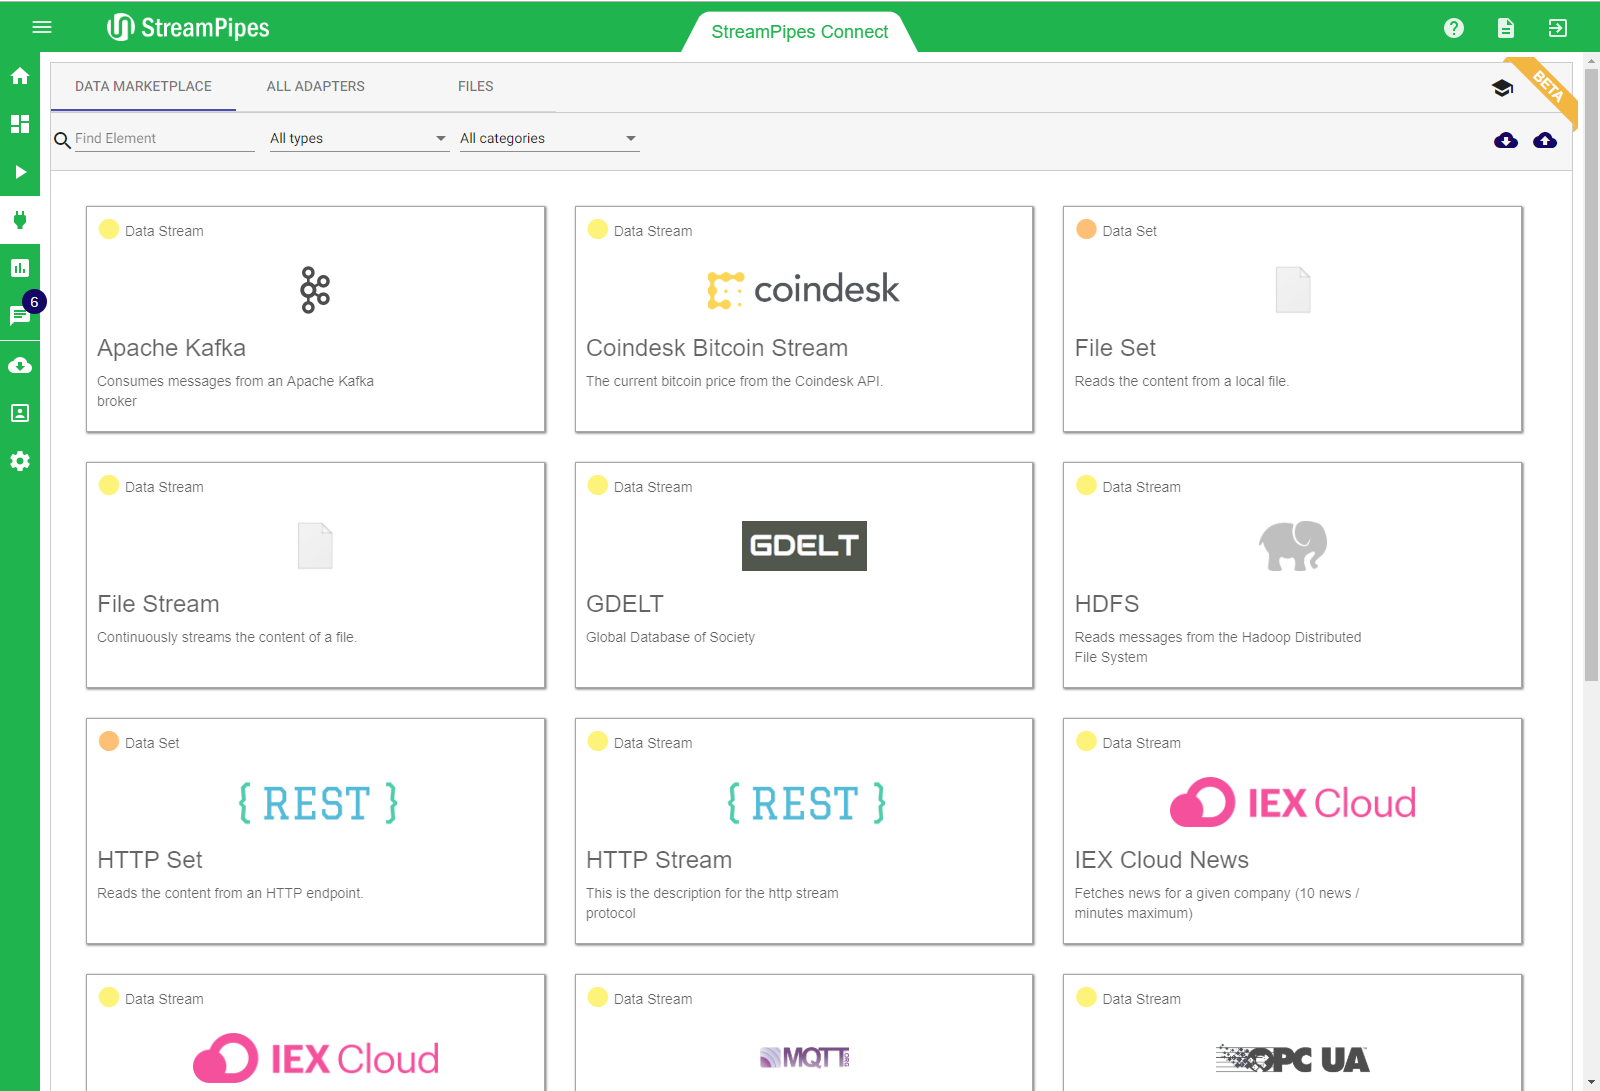 StreamPipes
StreamPipes Connect
DATA MARKETPLACE
ALL ADAPTERS
FILES
BETA
Find Element
All types
All categories
6
Data Stream
Apache Kafka
Consumes messages from an Apache Kafka
broker
Data Stream
coindesk
Coindesk Bitcoin Stream
The current bitcoin price from the Coindesk API.
Data Set
File Set
Reads the content from a local file.
Data Stream
File Stream
Continuously streams the content of a file.
Data Stream
GDELT
GDELT
Global Database of Society
Data Stream
HDFS
Reads messages from the Hadoop Distributed
File System
Data Set
{ REST }
HTTP Set
Reads the content from an HTTP endpoint.
Data Stream
{ REST }
HTTP Stream
This is the description for the http stream
protocol
Data Stream
IEX Cloud
IEX Cloud News
Fetches news for a given company (10 news /
minutes maximum)
Data Stream
IEX Cloud
Data Stream
MQTT
Data Stream
OPC UA